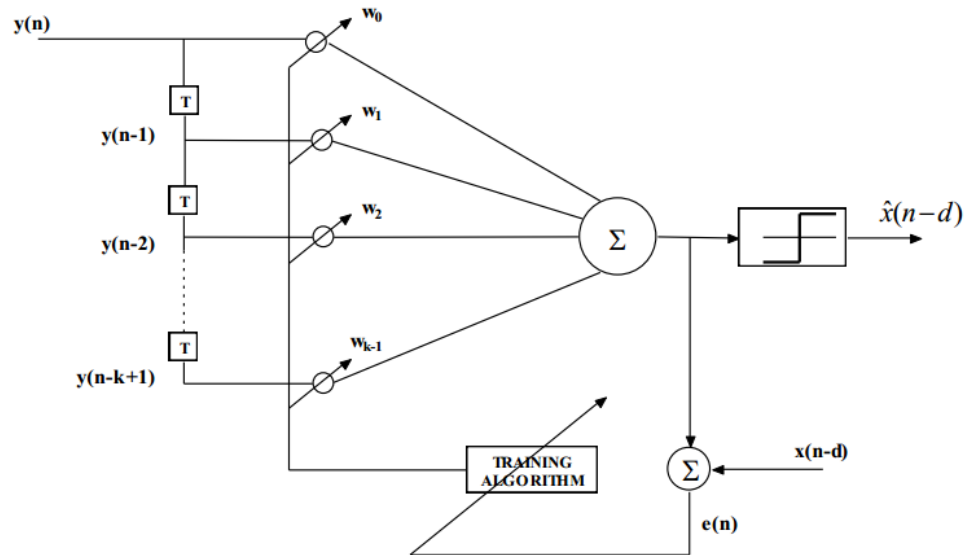 y(n)
w0
T
y(n-1)
w1
T
y(n-2)
w2
Σ
x̂(n-d)
T
y(n-k+1)
wk-1
TRAINING
ALGORITHM
Σ
x(n-d)
e(n)